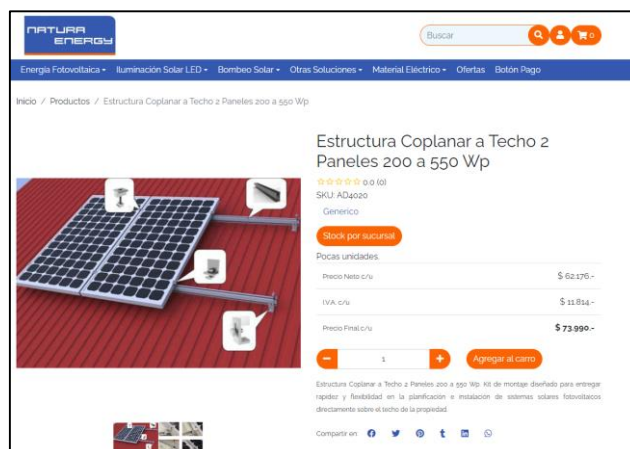 NATURA
ENERGY
Buscar
0
Energía Fotovoltaica Iluminación Solar LED Bombeo Solar Otras Soluciones Material Eléctrico Ofertas Botón Pago
Inicio / Productos / Estructura Coplanar a Techo 2 Paneles 200 a 550 Wp
Estructura Coplanar a Techo 2
Paneles 200 a 550 Wp
0.0 (0)
SKU: AD4020
Generico
Stock por sucursal
Pocas unidades.
Precio Neto c/u $ 62.176.-
I.V.A. c/u $ 11.814.-
Precio Final c/u $ 73.990.-
- 1 +
Agregar al carro
Estructura Coplanar a Techo 2 Paneles 200 a 550 Wp. Kit de montaje diseñado para entregar
rapidez y flexibilidad en la planificación e instalación de sistemas solares fotovoltaicos
directamente sobre el techo de la propiedad.
Compartir en: